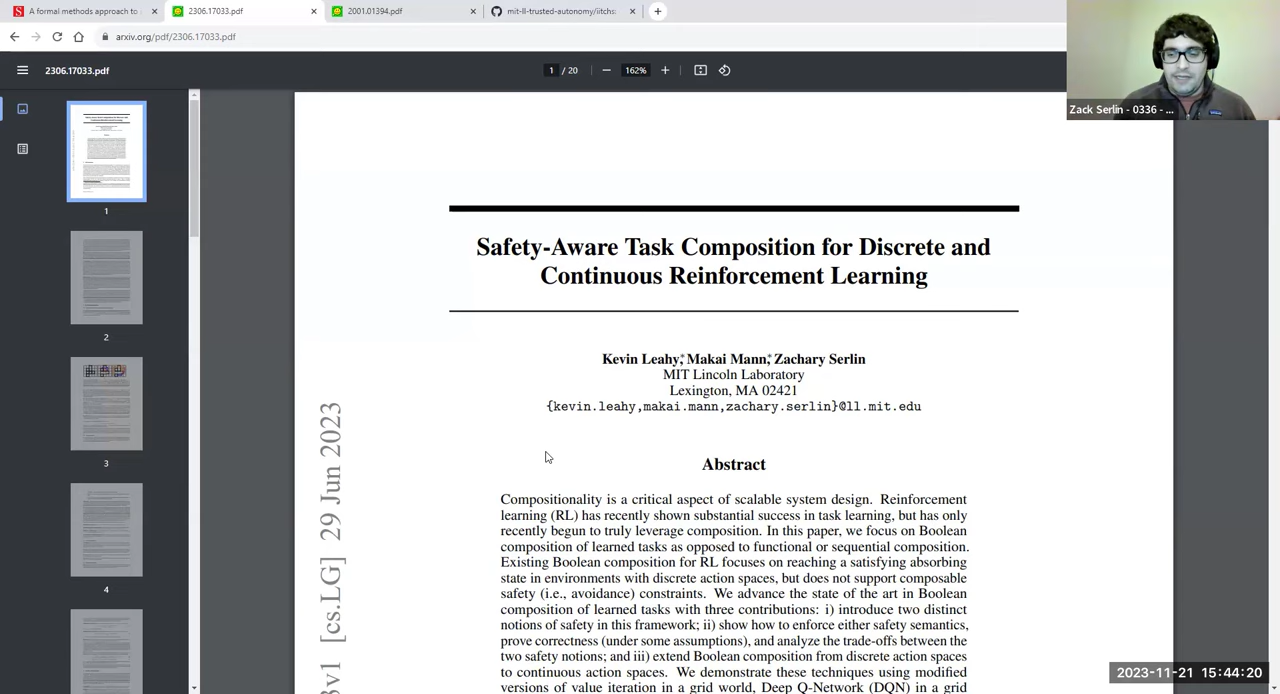 A formal methods approach to
2306.17033.pdf
2001.01394.pdf
mit-ll-trusted-autonomy/iitchs:
arxiv.org/pdf/2306.17033.pdf
2306.17033.pdf
1 / 20
162%
Zack Serlin - 0336 - ...
1
2
3
4
Safety-Aware Task Composition for Discrete and
Continuous Reinforcement Learning
Kevin Leahy,* Makai Mann,* Zachary Serlin
MIT Lincoln Laboratory
Lexington, MA 02421
{kevin.leahy,makai.mann,zachary.serlin}@ll.mit.edu
3v1 [cs.LG] 29 Jun 2023
Abstract
Compositionality is a critical aspect of scalable system design. Reinforcement
learning (RL) has recently shown substantial success in task learning, but has only
recently begun to truly leverage composition. In this paper, we focus on Boolean
composition of learned tasks as opposed to functional or sequential composition.
Existing Boolean composition for RL focuses on reaching a satisfying absorbing
state in environments with discrete action spaces, but does not support composable
safety (i.e., avoidance) constraints. We advance the state of the art in Boolean
composition of learned tasks with three contributions: i) introduce two distinct
notions of safety in this framework; ii) show how to enforce either safety semantics,
prove correctness (under some assumptions), and analyze the trade-offs between the
two safety notions; and iii) extend Boolean composition from discrete action spaces
to continuous action spaces. We demonstrate these techniques using modified
versions of value iteration in a grid world, Deep Q-Network (DQN) in a grid
2023-11-21 15:44:20